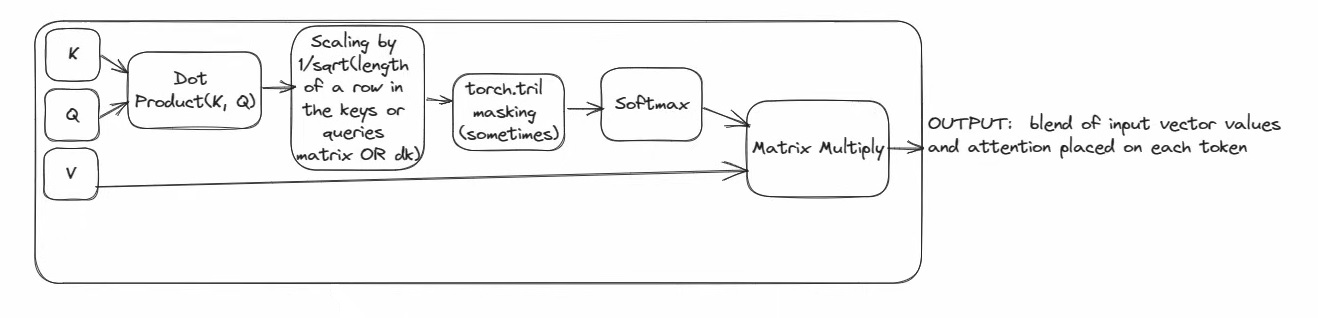 K
Q
V
Dot
Product(K, Q)
Scaling by
1/sqrt(length
of a row in
the keys or
queries
matrix OR dk)
torch.tril
masking
(sometimes)
Softmax
Matrix Multiply
OUTPUT: blend of input vector values
and attention placed on each token